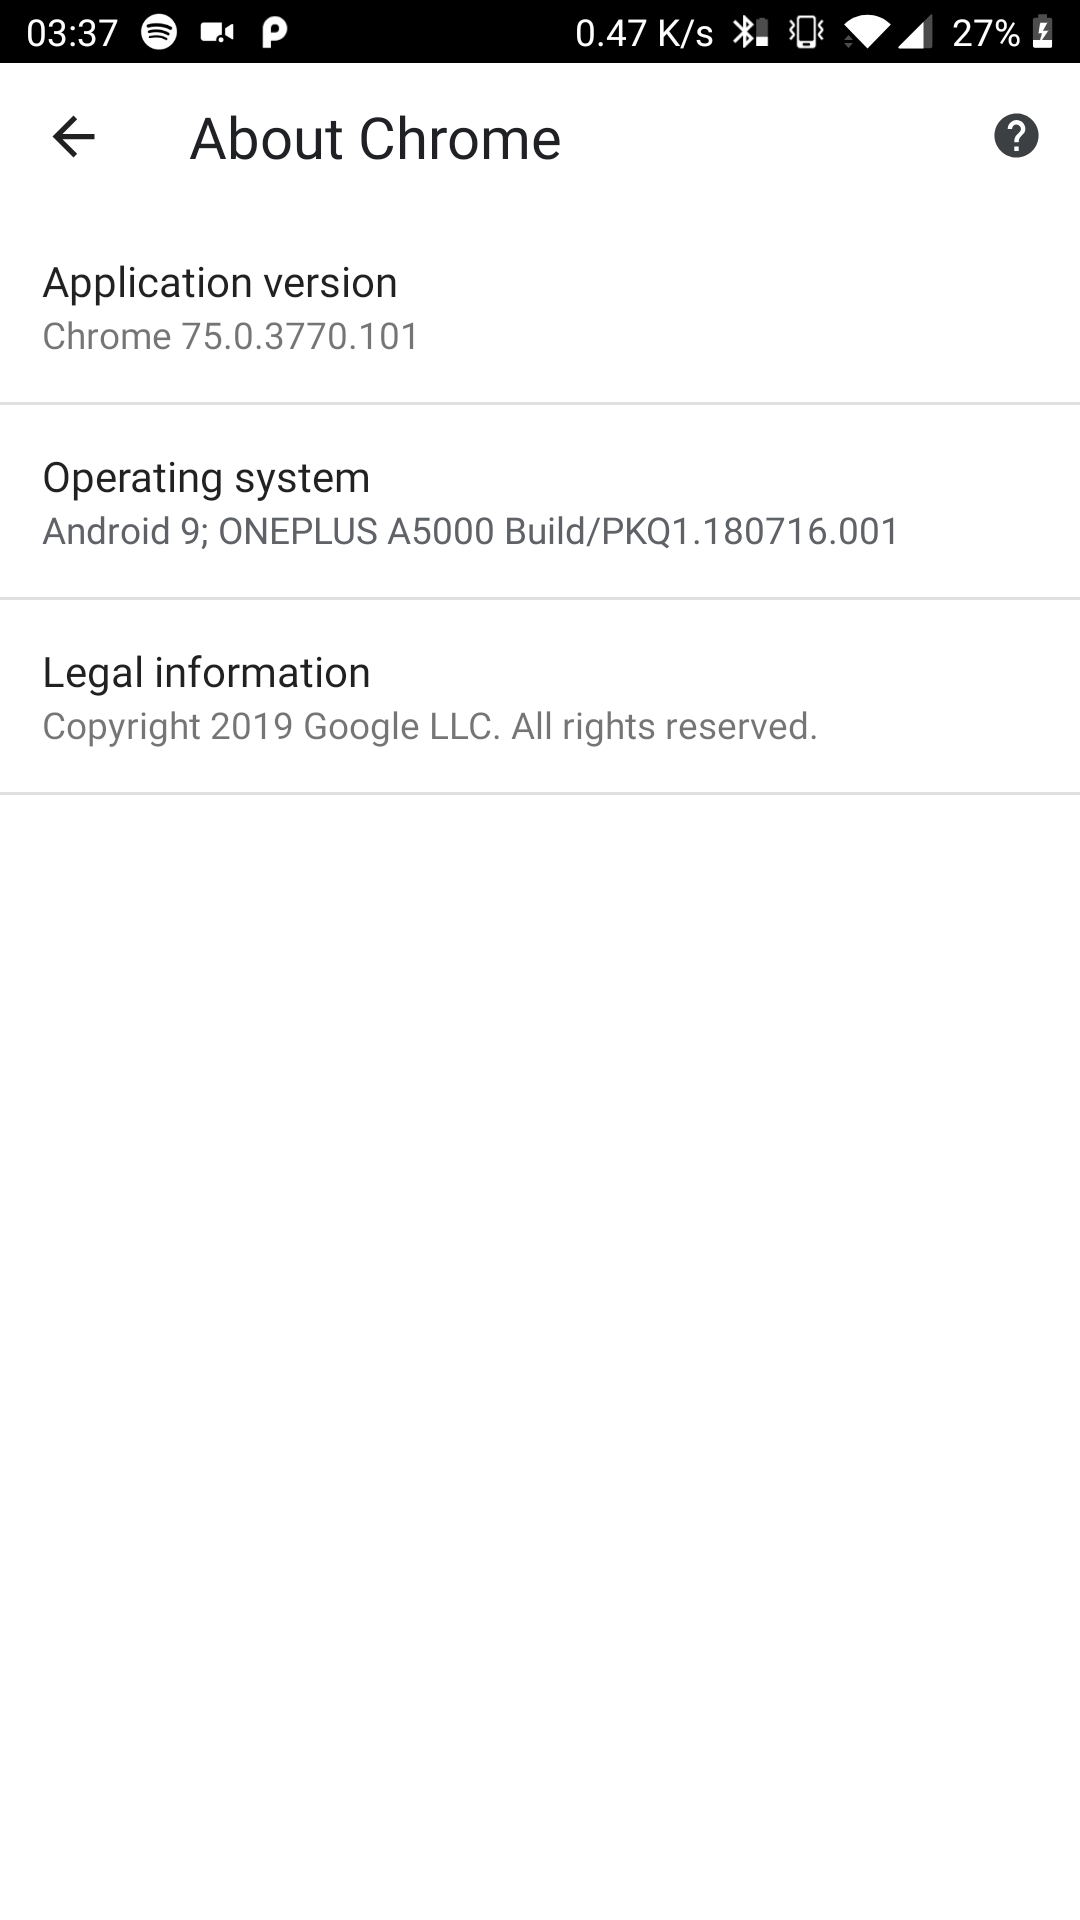 03:37 0.47 K/s 27%
About Chrome
Application version
Chrome 75.0.3770.101
Operating system
Android 9; ONEPLUS A5000 Build/PKQ1.180716.001
Legal information
Copyright 2019 Google LLC. All rights reserved.